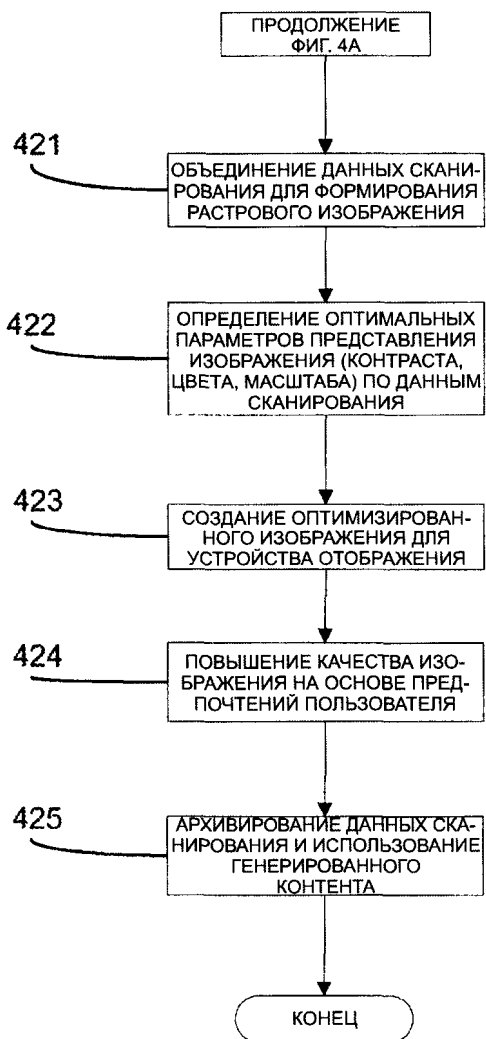 ПРОДОЛЖЕНИЕ
ФИГ. 4А
421
ОБЪЕДИНЕНИЕ ДАННЫХ СКАНИ-
РОВАНИЯ ДЛЯ ФОРМИРОВАНИЯ
РАСТРОВОГО ИЗОБРАЖЕНИЯ
422
ОПРЕДЕЛЕНИЕ ОПТИМАЛЬНЫХ
ПАРАМЕТРОВ ПРЕДСТАВЛЕНИЯ
ИЗОБРАЖЕНИЯ (КОНТРАСТА,
ЦВЕТА, МАСШТАБА) ПО ДАННЫМ
СКАНИРОВАНИЯ
423
СОЗДАНИЕ ОПТИМИЗИРОВАН-
НОГО ИЗОБРАЖЕНИЯ ДЛЯ
УСТРОЙСТВА ОТОБРАЖЕНИЯ
424
ПОВЫШЕНИЕ КАЧЕСТВА ИЗО-
БРАЖЕНИЯ НА ОСНОВЕ ПРЕД-
ПОЧТЕНИЙ ПОЛЬЗОВАТЕЛЯ
425
АРХИВИРОВАНИЕ ДАННЫХ СКА-
НИРОВАНИЯ И ИСПОЛЬЗОВАНИЕ
ГЕНЕРИРОВАННОГО
КОНТЕНТА
КОНЕЦ